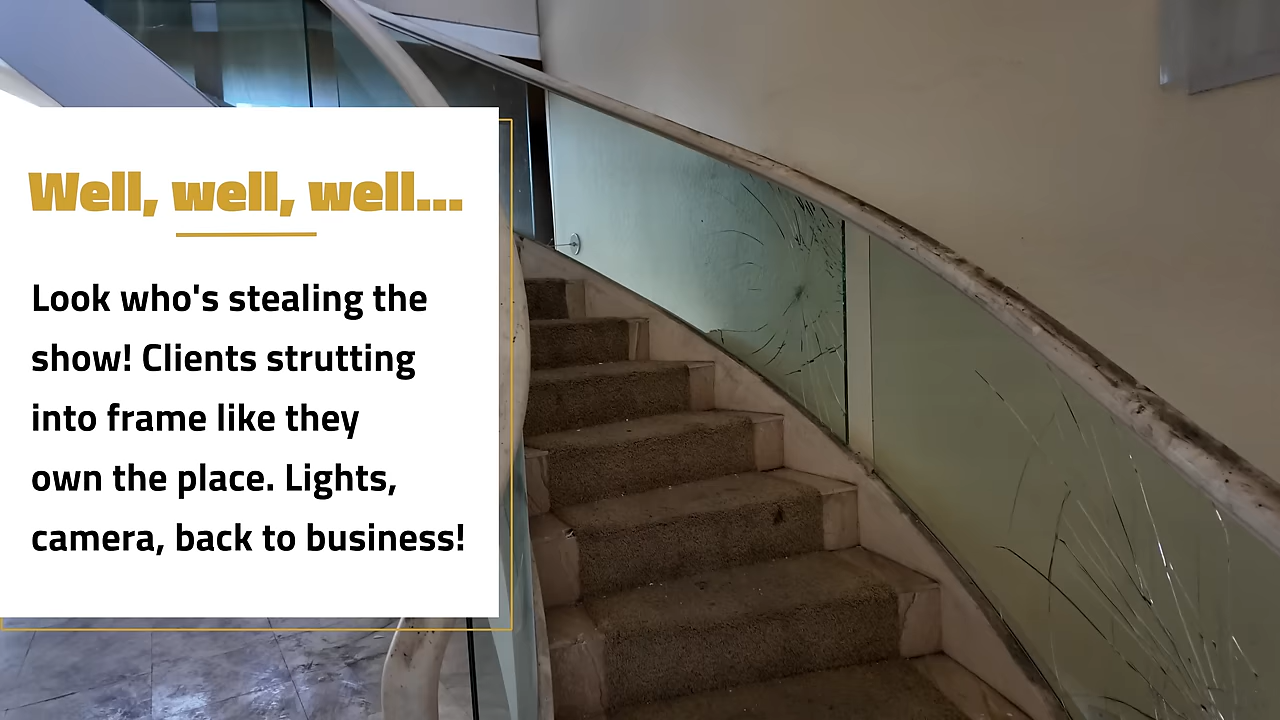 Well, well, well...
Look who's stealing the
show! Clients strutting
into frame like they
own the place. Lights,
camera, back to business!